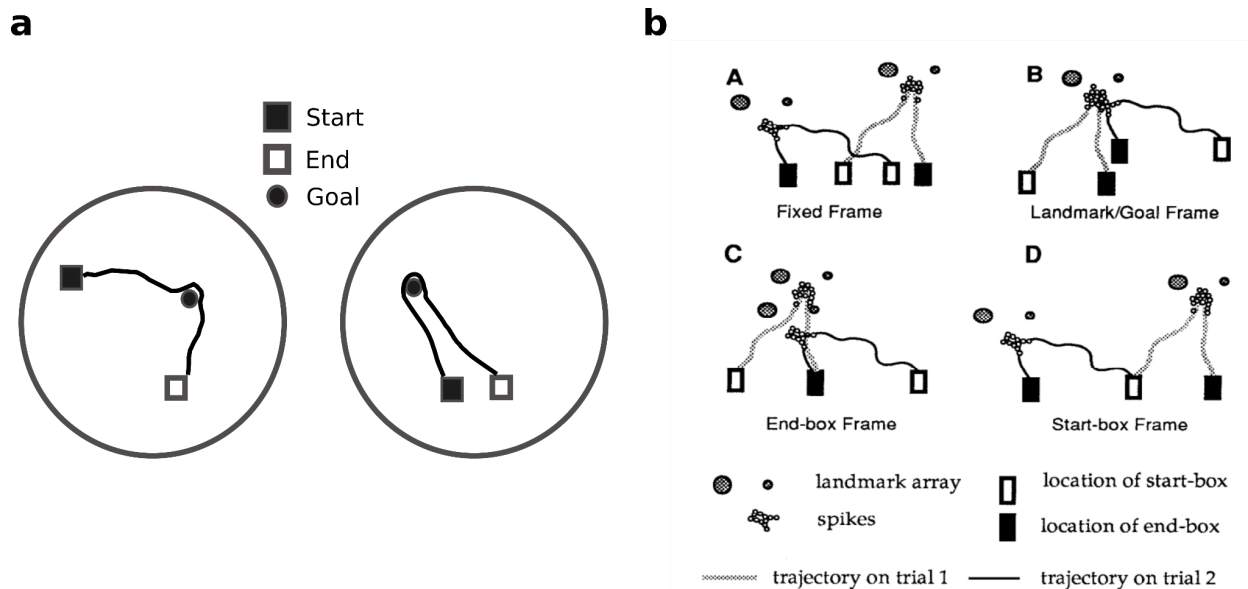 a
Start
End
Goal
b
A
B
Fixed Frame
Landmark/Goal Frame
C
D
End-box Frame
Start-box Frame
landmark array
location of start-box
spikes
location of end-box
trajectory on trial 1
trajectory on trial 2